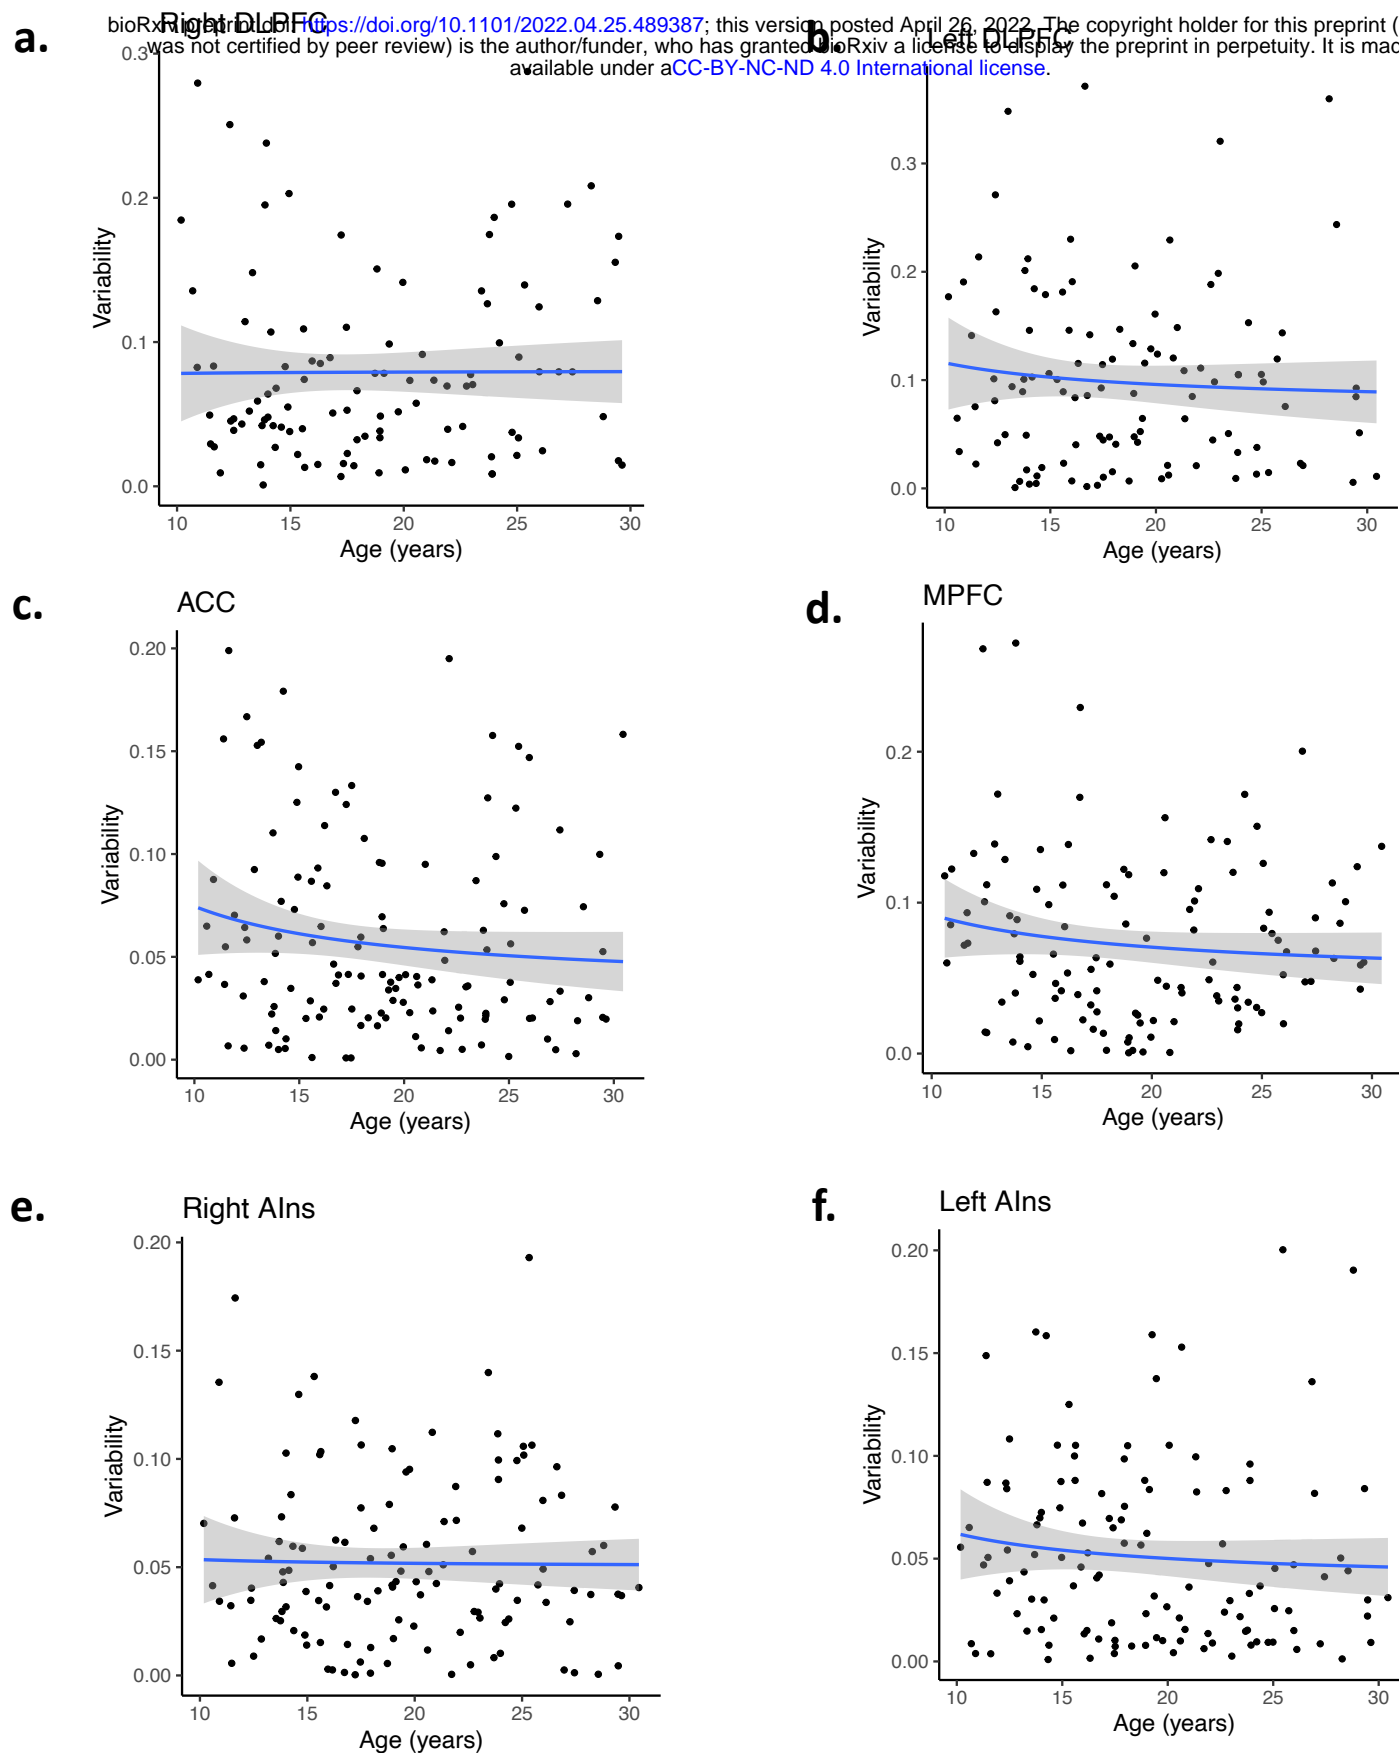 bioRxiv preprint doi: https://doi.org/10.1101/2022.04.25.489387; this version posted April 26, 2022. The copyright holder for this preprint (
was not certified by peer review) is the author/funder, who has granted bioRxiv a license to display the preprint in perpetuity. It is mad
available under aCC-BY-NC-ND 4.0 International license.
a.
Right DLPFC
0.3
0.2
0.1
0.0
Variability
10 15 20 25 30
Age (years)
b.
Left DLPFC
0.3
0.2
0.1
0.0
Variability
10 15 20 25 30
Age (years)
c.
ACC
0.20
0.15
0.10
0.05
0.00
Variability
10 15 20 25 30
Age (years)
d.
MPFC
0.2
0.1
0.0
Variability
10 15 20 25 30
Age (years)
e.
Right AIns
0.20
0.15
0.10
0.05
0.00
Variability
10 15 20 25 30
Age (years)
f.
Left AIns
0.20
0.15
0.10
0.05
0.00
Variability
10 15 20 25 30
Age (years)